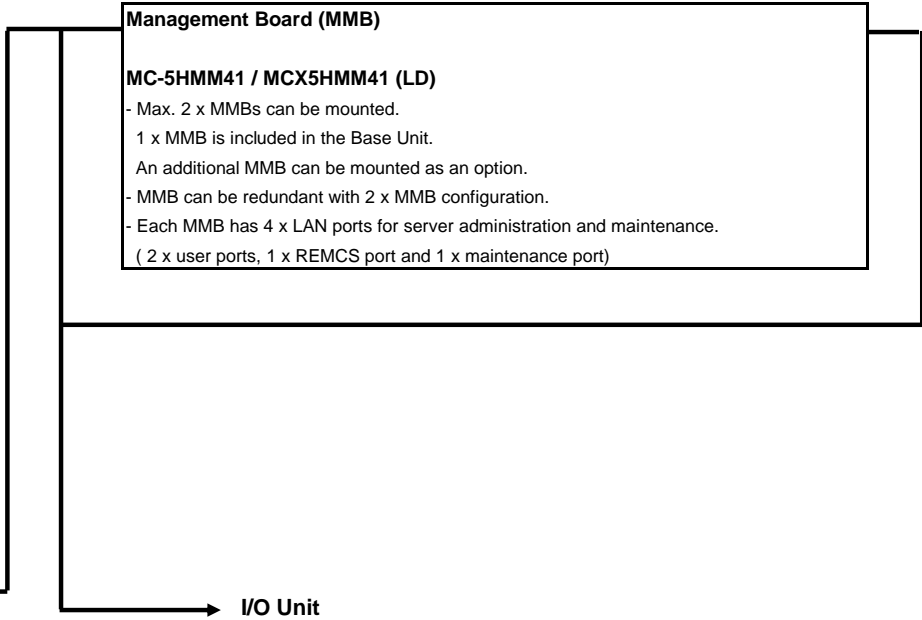 Management Board (MMB)
MC-5HMM41 / MCX5HMM41 (LD)
- Max. 2 x MMBs can be mounted.
1 x MMB is included in the Base Unit.
An additional MMB can be mounted as an option.
- MMB can be redundant with 2 x MMB configuration.
- Each MMB has 4 x LAN ports for server administration and maintenance.
( 2 x user ports, 1 x REMCS port and 1 x maintenance port)
I/O Unit